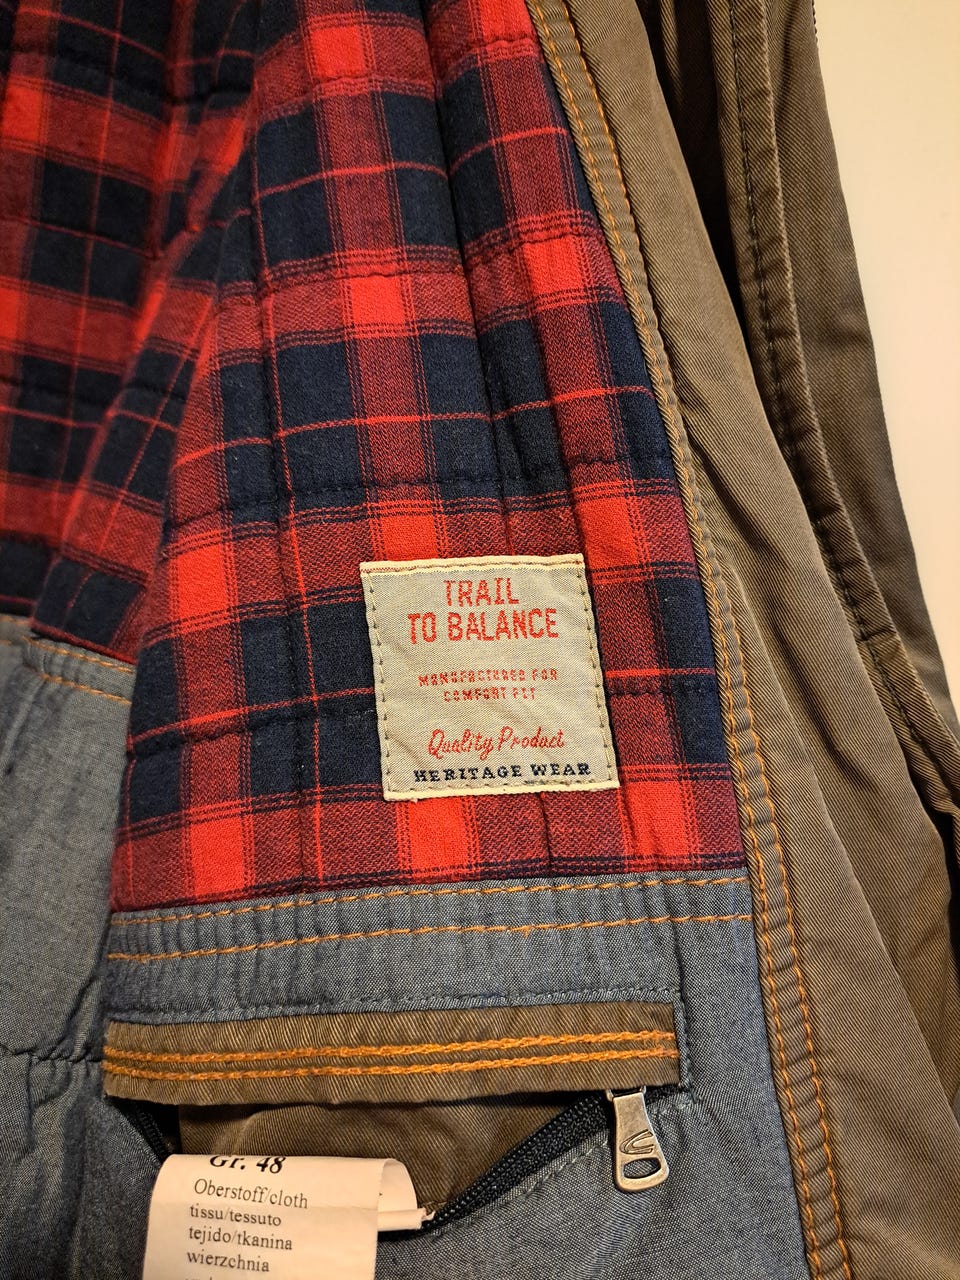 TRAIL
TO BALANCE
MANUFACTURED FOR
COMFORT FIT
Quality Product
HERITAGE WEAR
Gr. 48
Oberstoff/cloth
tissu/tessuto
tejido/tkanina
wierzchnia